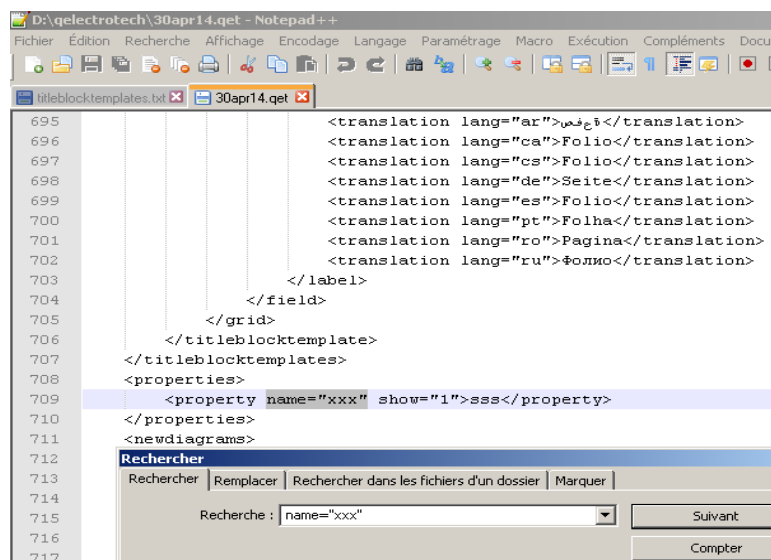 D:\qelectrotech\30apr14.qet - Notepad++
Fichier Édition Recherche Affichage Encodage Langage Paramétrage Macro Exécution Compléments Docu
titleblocktemplates.txt 30apr14.qet
695 <translation lang="ar">ةحفص</translation>
696 <translation lang="ca">Folio</translation>
697 <translation lang="cs">Folio</translation>
698 <translation lang="de">Seite</translation>
699 <translation lang="es">Folio</translation>
700 <translation lang="pt">Folha</translation>
701 <translation lang="ro">Pagina</translation>
702 <translation lang="ru">Фолио</translation>
703 </label>
704 </field>
705 </grid>
706 </titleblocktemplate>
707 </titleblocktemplates>
708 <properties>
709 <property name="xxx" show="1">sss</property>
710 </properties>
711 <newdiagrams>
712 Rechercher
713 Rechercher Remplacer Rechercher dans les fichiers d'un dossier Marquer
714
715 Recherche : name="xxx" Suivant
716
717 Compter